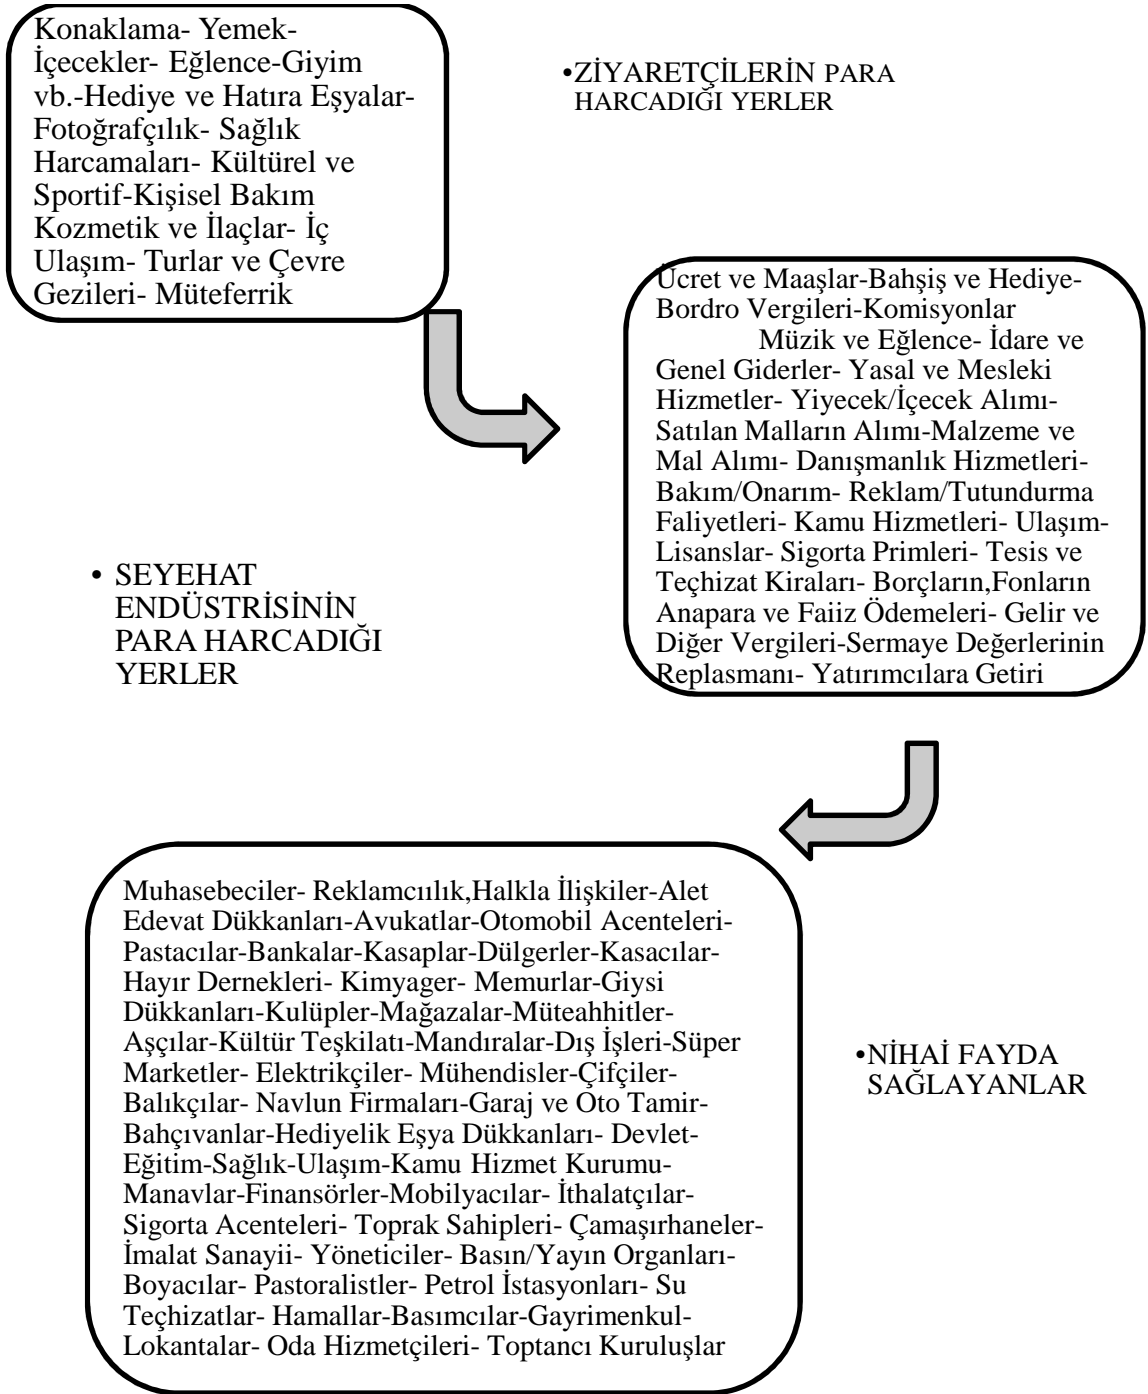 Konaklama- Yemek-
İçecekler- Eğlence-Giyim
vb.-Hediye ve Hatıra Eşyalar-
Fotoğrafçılık- Sağlık
Harcamaları- Kültürel ve
Sportif-Kişisel Bakım
Kozmetik ve İlaçlar- İç
Ulaşım- Turlar ve Çevre
Gezileri- Müteferrik
•ZİYARETÇİLERİN PARA
HARCADIĞI YERLER
Ücret ve Maaşlar-Bahşiş ve Hediye-
Bordro Vergileri-Komisyonlar
Müzik ve Eğlence- İdare ve
Genel Giderler- Yasal ve Mesleki
Hizmetler- Yiyecek/İçecek Alımı-
Satılan Malların Alımı-Malzeme ve
Mal Alımı- Danışmanlık Hizmetleri-
Bakım/Onarım- Reklam/Tutundurma
Faliyetleri- Kamu Hizmetleri- Ulaşım-
Lisanslar- Sigorta Primleri- Tesis ve
Teçhizat Kiraları- Borçların,Fonların
Anapara ve Faiiz Ödemeleri- Gelir ve
Diğer Vergileri-Sermaye Değerlerinin
Replasmanı- Yatırımcılara Getiri
• SEYEHAT
ENDÜSTRİSİNİN
PARA HARCADIĞI
YERLER
Muhasebeciler- Reklamcıılık,Halkla İlişkiler-Alet
Edevat Dükkanları-Avukatlar-Otomobil Acenteleri-
Pastacılar-Bankalar-Kasaplar-Dülgerler-Kasacılar-
Hayır Dernekleri- Kimyager- Memurlar-Giysi
Dükkanları-Kulüpler-Mağazalar-Müteahhitler-
Aşçılar-Kültür Teşkilatı-Mandıralar-Dış İşleri-Süper
Marketler- Elektrikçiler- Mühendisler-Çifçiler-
Balıkçılar- Navlun Firmaları-Garaj ve Oto Tamir-
Bahçıvanlar-Hediyelik Eşya Dükkanları- Devlet-
Eğitim-Sağlık-Ulaşım-Kamu Hizmet Kurumu-
Manavlar-Finansörler-Mobilyacılar- İthalatçılar-
Sigorta Acenteleri- Toprak Sahipleri- Çamaşırhaneler-
İmalat Sanayii- Yöneticiler- Basın/Yayın Organları-
Boyacılar- Pastoralistler- Petrol İstasyonları- Su
Teçhizatlar- Hamallar-Basımcılar-Gayrimenkul-
Lokantalar- Oda Hizmetçileri- Toptancı Kuruluşlar
•NİHAİ FAYDA
SAĞLAYANLAR